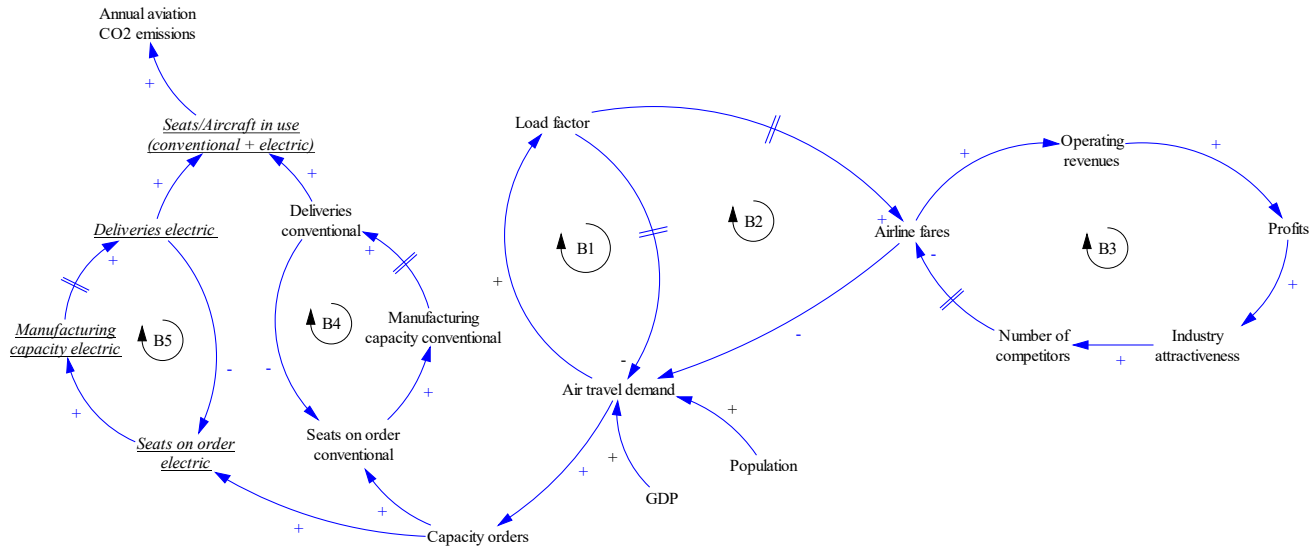 Annual aviation
CO2 emissions
+
Seats/Aircraft in use
(conventional + electric)
+
+
Deliveries electric
Deliveries
conventional
+
+
Manufacturing
capacity electric
B5
B4
Manufacturing
capacity conventional
-
-
+
+
Seats on order
electric
Seats on order
conventional
+
+
Capacity orders
+
Load factor
B1
B2
+
-
Air travel demand
+
GDP
+
Population
-
+
Airline fares
-
+
Operating
revenues
+
Profits
B3
+
Industry
attractiveness
+
Number of
competitors